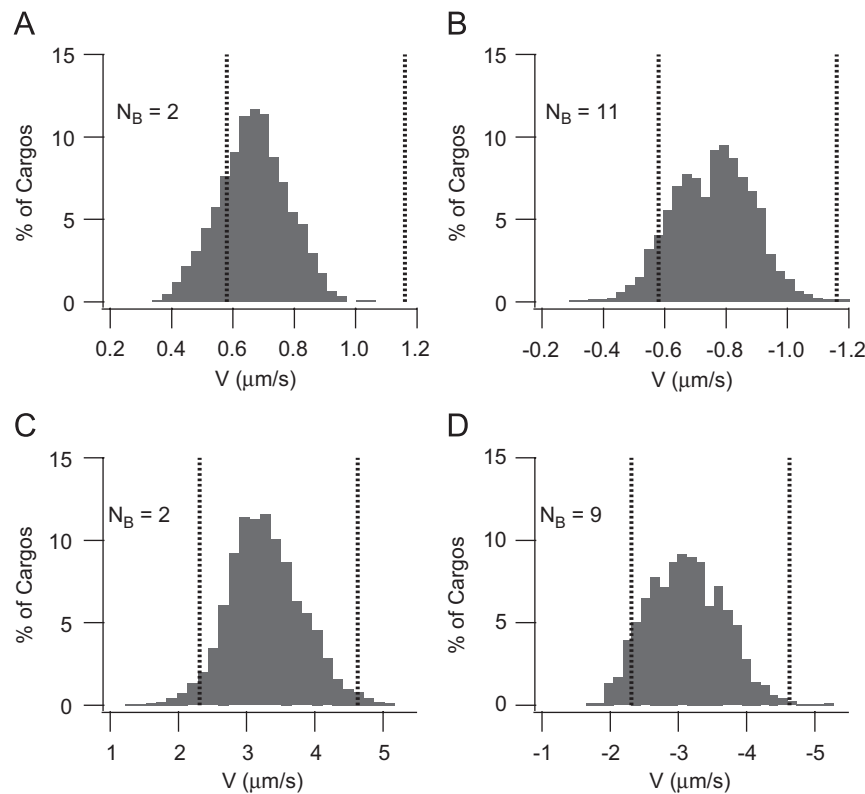 A
15
10
5
0
% of Cargos
N_B = 2
0.2 0.4 0.6 0.8 1.0 1.2
V (μm/s)
B
15
10
5
0
% of Cargos
N_B = 11
-0.2 -0.4 -0.6 -0.8 -1.0 -1.2
V (μm/s)
C
15
10
5
0
% of Cargos
N_B = 2
1 2 3 4 5
V (μm/s)
D
15
10
5
0
% of Cargos
N_B = 9
-1 -2 -3 -4 -5
V (μm/s)